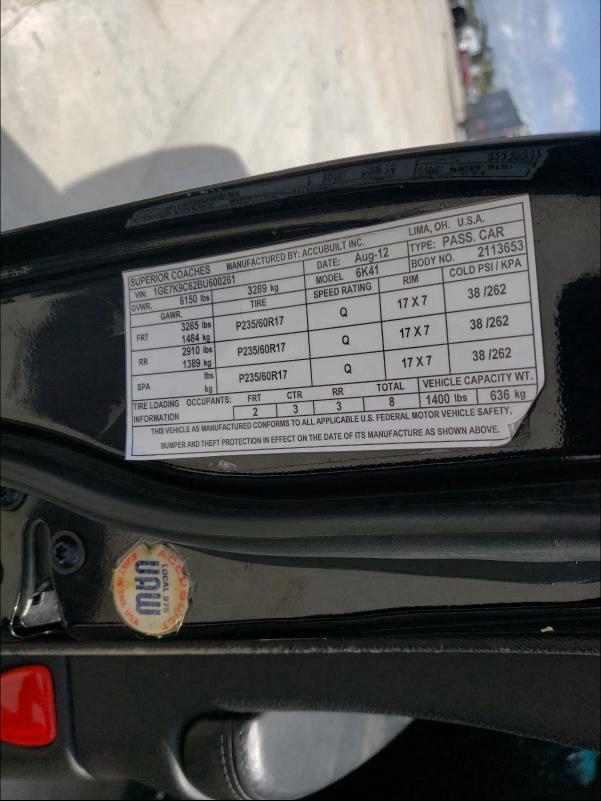 SUPERIOR COACHES MANUFACTURED BY: ACCUBUILT INC. LIMA, OH. U.S.A.
VIN: 1GE7K9C62BU600261 DATE: Aug-12 TYPE: PASS. CAR
GVWR. 6150 lbs 3289 kg MODEL 6K41 BODY NO. 2113653
GAWR. TIRE SPEED RATING RIM COLD PSI / KPA
FRT 3265 lbs 1484 kg P235/60R17 Q 17 X 7 38 /262
RR 2910 lbs 1389 kg P235/60R17 Q 17 X 7 38 /262
SPA lbs kg P235/60R17 Q 17 X 7 38 /262
TIRE LOADING INFORMATION OCCUPANTS: FRT 2 CTR 3 RR 3 TOTAL 8 VEHICLE CAPACITY WT. 1400 lbs 636 kg
THIS VEHICLE AS MANUFACTURED CONFORMS TO ALL APPLICABLE U.S. FEDERAL MOTOR VEHICLE SAFETY,
BUMPER AND THEFT PROTECTION IN EFFECT ON THE DATE OF ITS MANUFACTURE AS SHOWN ABOVE.
ACCUBUILT
LOCAL 975
UAW
USA